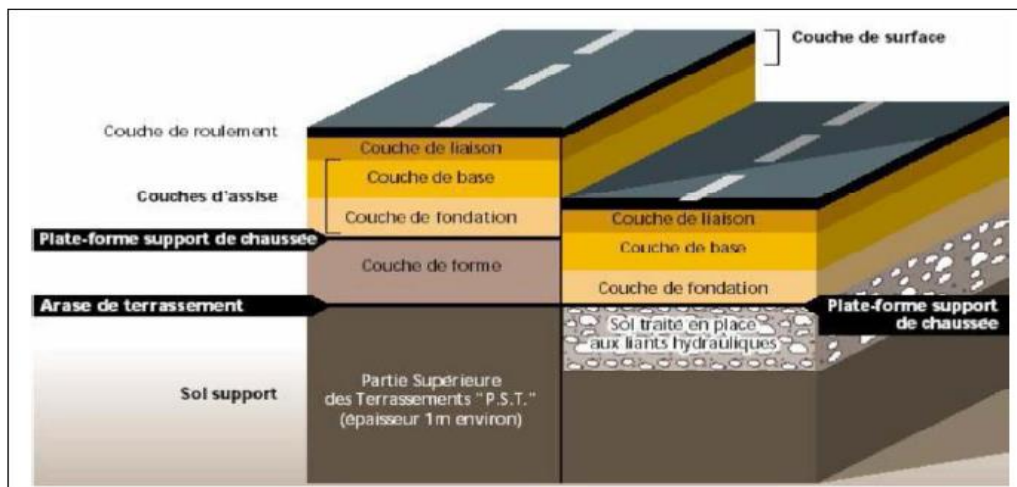 Couche de surface
Couche de roulement
Couche de liaison
Couche de base
Couches d'assise
Couche de fondation
Plate-forme support de chaussée
Couche de forme
Arase de terrassement
Sol support
Partie Supérieure
des Terrassements "P.S.T."
(épaisseur 1m environ)
Couche de liaison
Couche de base
Couche de fondation
Plate-forme support
de chaussée
Sol traité en place
aux liants hydrauliques